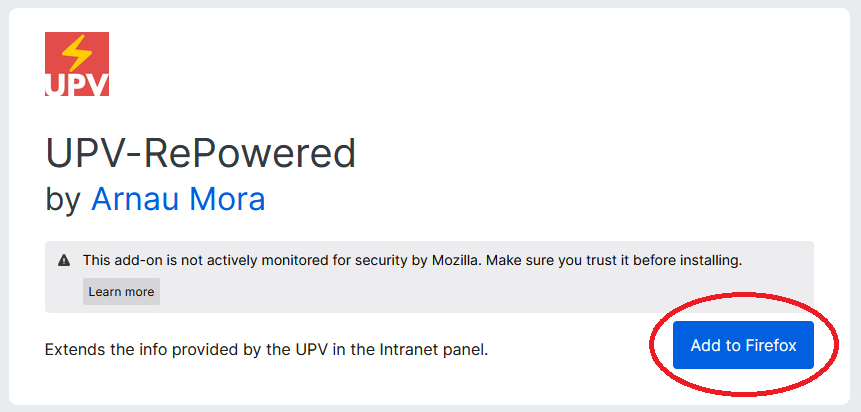 UPV
UPV-RePowered
by Arnau Mora
This add-on is not actively monitored for security by Mozilla. Make sure you trust it before installing.
Learn more
Extends the info provided by the UPV in the Intranet panel.
Add to Firefox